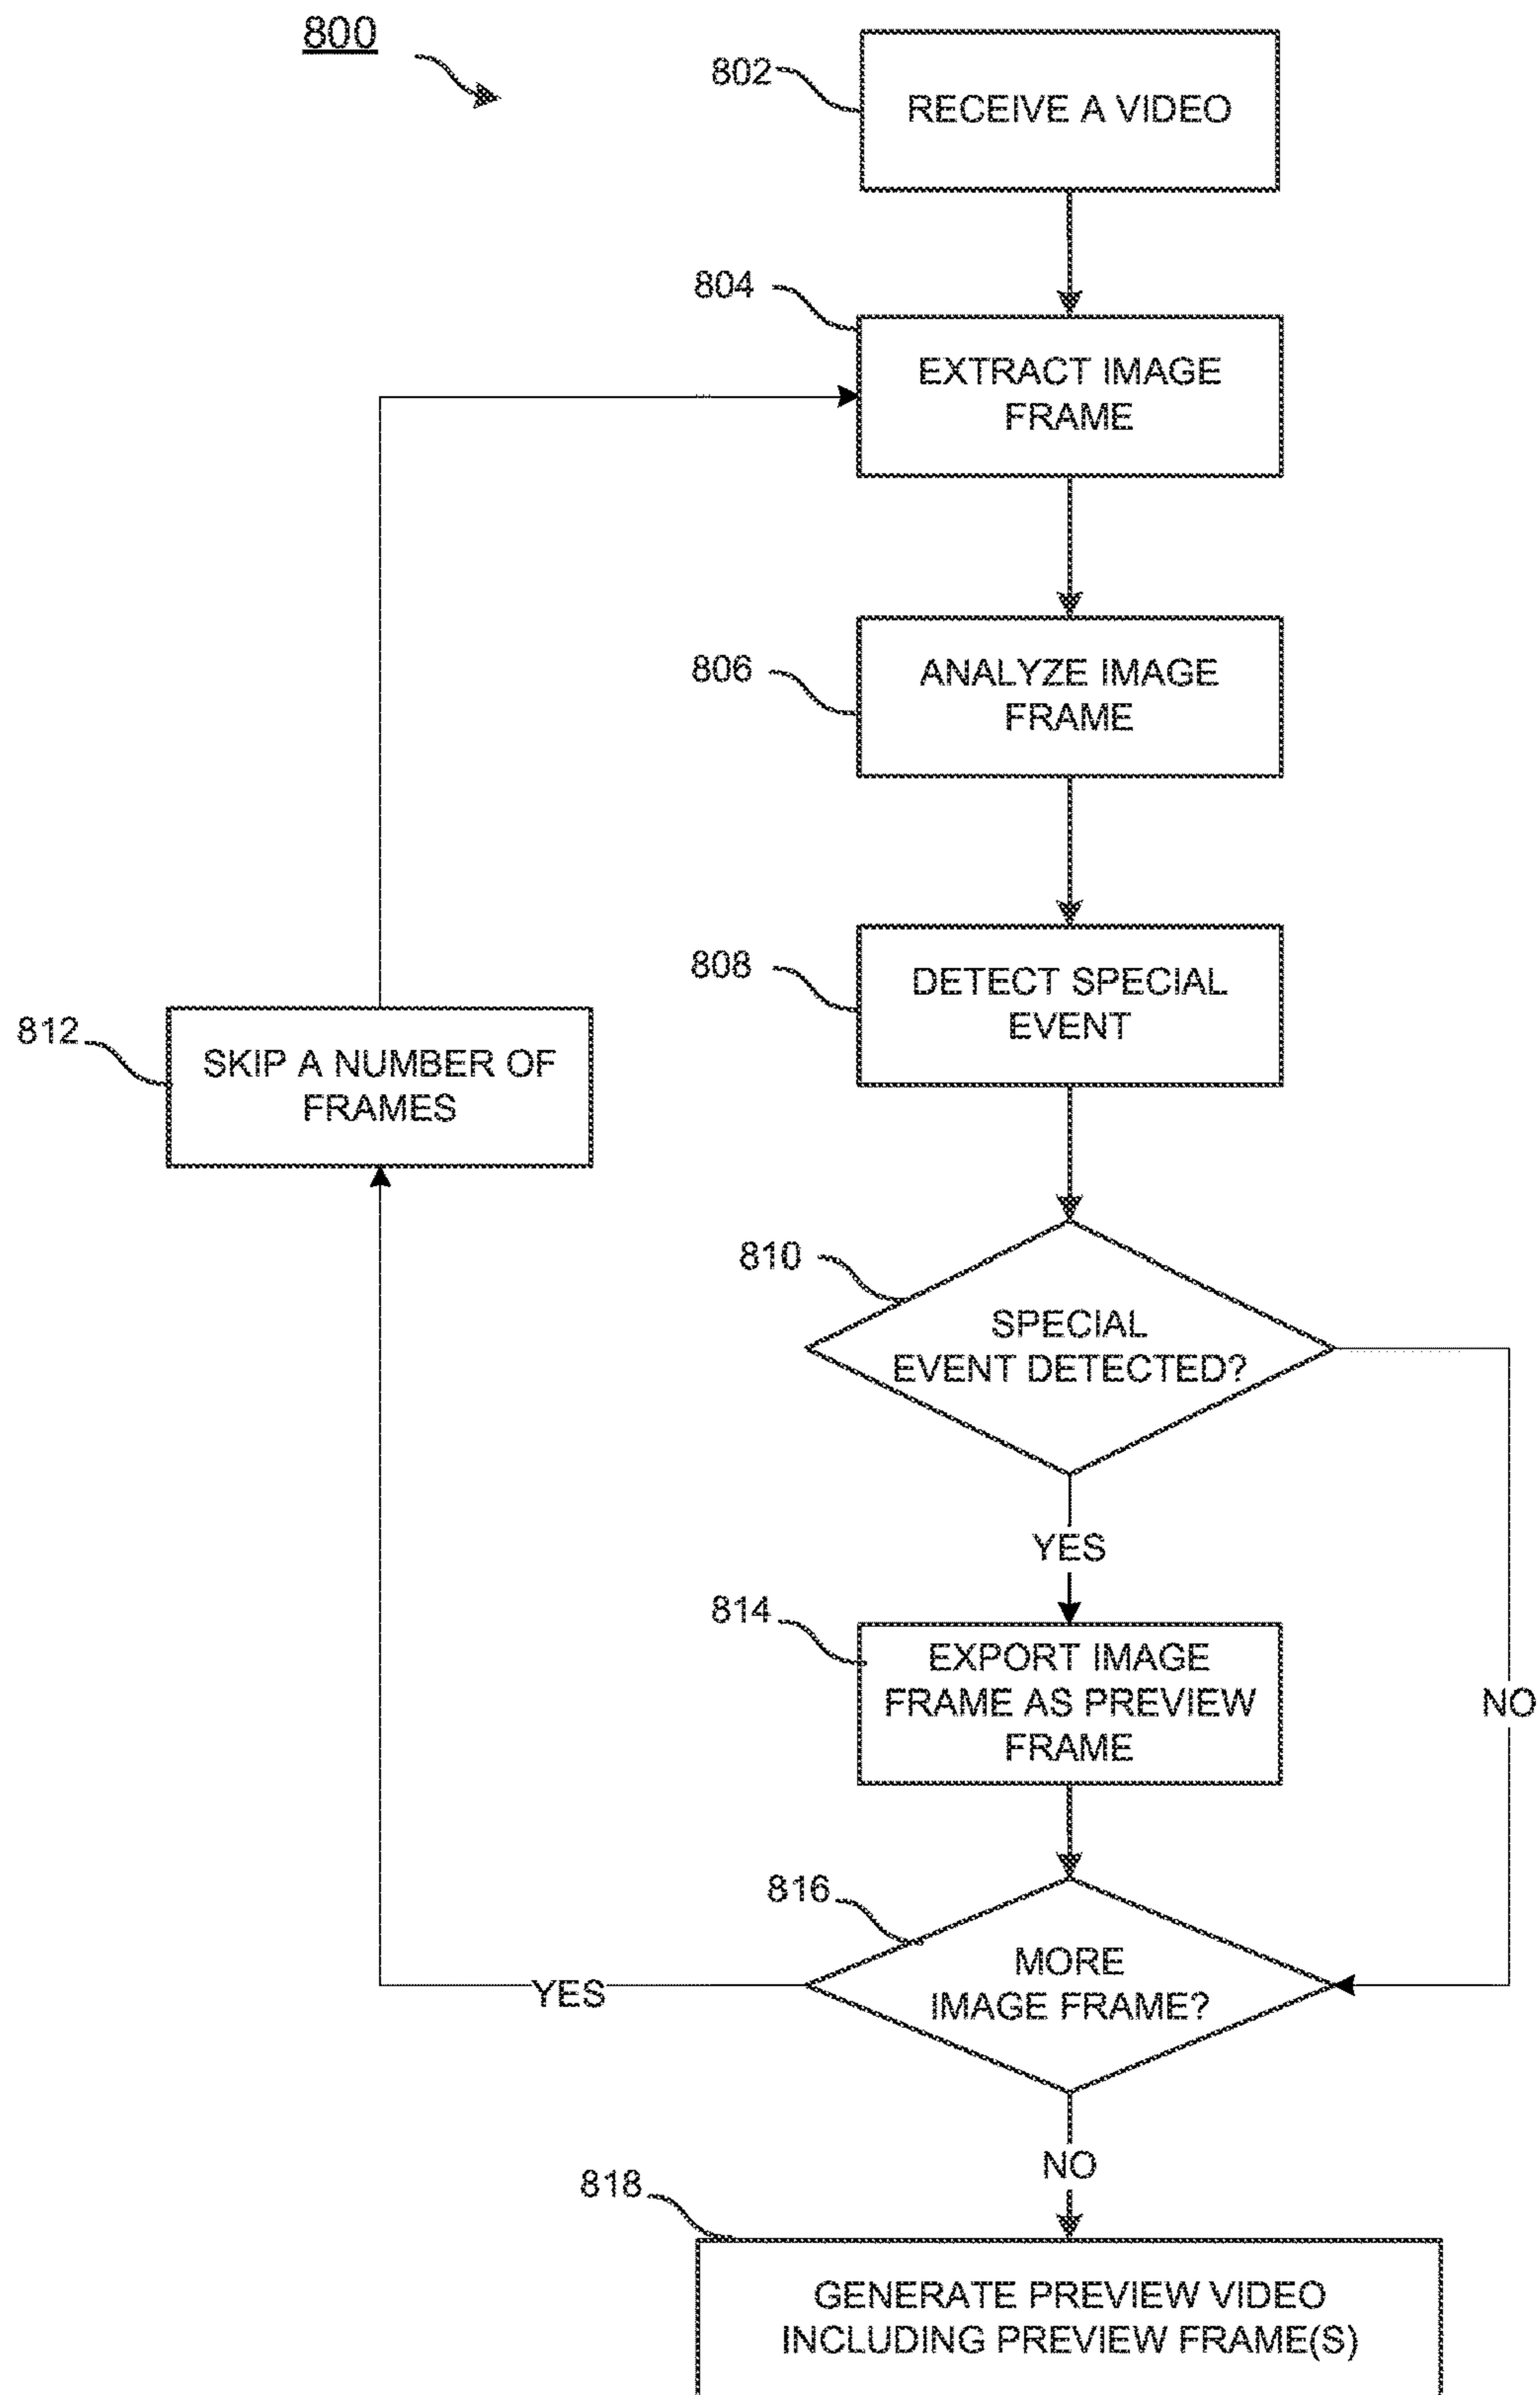 800
802
RECEIVE A VIDEO
804
EXTRACT IMAGE
FRAME
806
ANALYZE IMAGE
FRAME
808
DETECT SPECIAL
EVENT
812
SKIP A NUMBER OF
FRAMES
810
SPECIAL
EVENT DETECTED?
YES
814
EXPORT IMAGE
FRAME AS PREVIEW
FRAME
NO
816
MORE
IMAGE FRAME?
YES
NO
818
GENERATE PREVIEW VIDEO
INCLUDING PREVIEW FRAME(S)